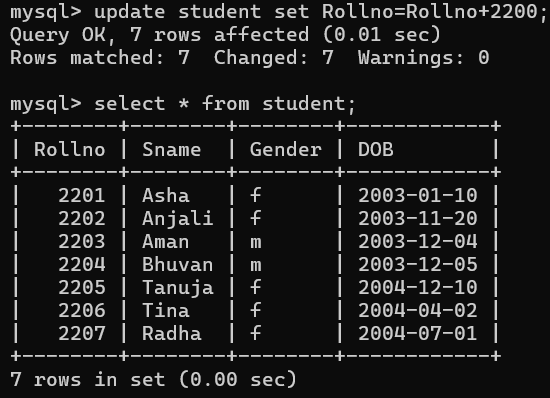 mysql> update student set Rollno=Rollno+2200;
Query OK, 7 rows affected (0.01 sec)
Rows matched: 7  Changed: 7  Warnings: 0

mysql> select * from student;
+--------+--------+--------+------------+
| Rollno | Sname  | Gender | DOB        |
+--------+--------+--------+------------+
|   2201 | Asha   | f      | 2003-01-10 |
|   2202 | Anjali | f      | 2003-11-20 |
|   2203 | Aman   | m      | 2003-12-04 |
|   2204 | Bhuvan | m      | 2003-12-05 |
|   2205 | Tanuja | f      | 2004-12-10 |
|   2206 | Tina   | f      | 2004-04-02 |
|   2207 | Radha  | f      | 2004-07-01 |
+--------+--------+--------+------------+
7 rows in set (0.00 sec)